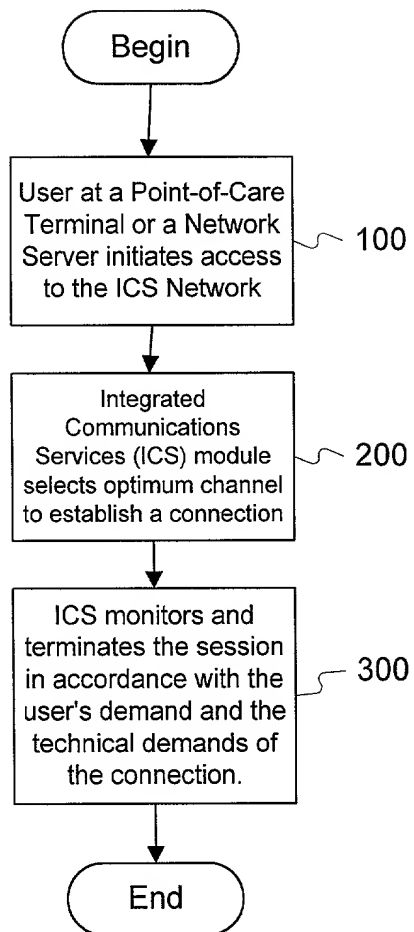 Begin
User at a Point-of-Care
Terminal or a Network
Server initiates access
to the ICS Network
100
Integrated
Communications
Services (ICS) module
selects optimum channel
to establish a connection
200
ICS monitors and
terminates the session
in accordance with the
user's demand and the
technical demands of
the connection.
300
End